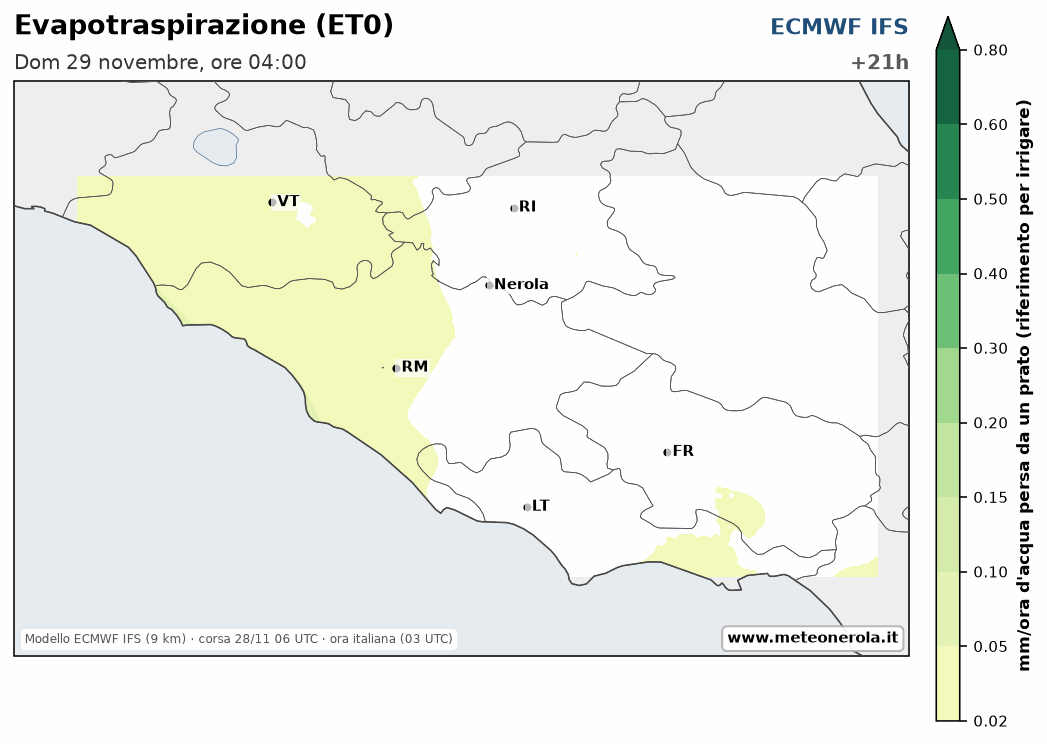 Evapotraspirazione (ET0)
ECMWF IFS
Dom 29 novembre, ore 04:00
+21h
VT
RI
Nerola
RM
FR
LT
Modello ECMWF IFS (9 km) · corsa 28/11 06 UTC · ora italiana (03 UTC)
www.meteonerola.it
0.80
0.60
0.50
0.40
0.30
0.20
0.15
0.10
0.05
0.02
mm/ora d'acqua persa da un prato (riferimento per irrigare)